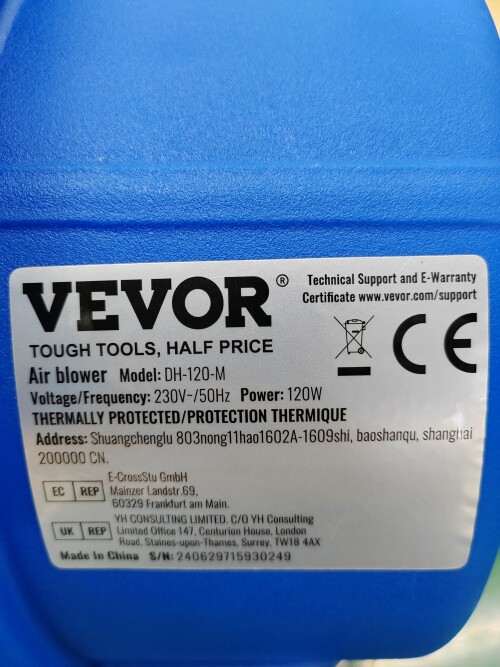 VEVOR®
Technical Support and E-Warranty
Certificate www.vevor.com/support
TOUGH TOOLS, HALF PRICE
CE
Air blower Model: DH-120-M
Voltage/Frequency: 230V~/50Hz Power: 120W
THERMALLY PROTECTED/PROTECTION THERMIQUE
Address: Shuangchenglu 803nong11hao1602A-1609shi, baoshanqu, shanghai
200000 CN.
EC REP
E-CrossStu GmbH
Mainzer Landstr.69,
60329 Frankfurt am Main.
UK REP
YH CONSULTING LIMITED. C/O YH Consulting
Limited Office 147, Centurion House, London
Road, Staines-upon-Thames, Surrey, TW18 4AX
Made in China S/N: 240629715930249